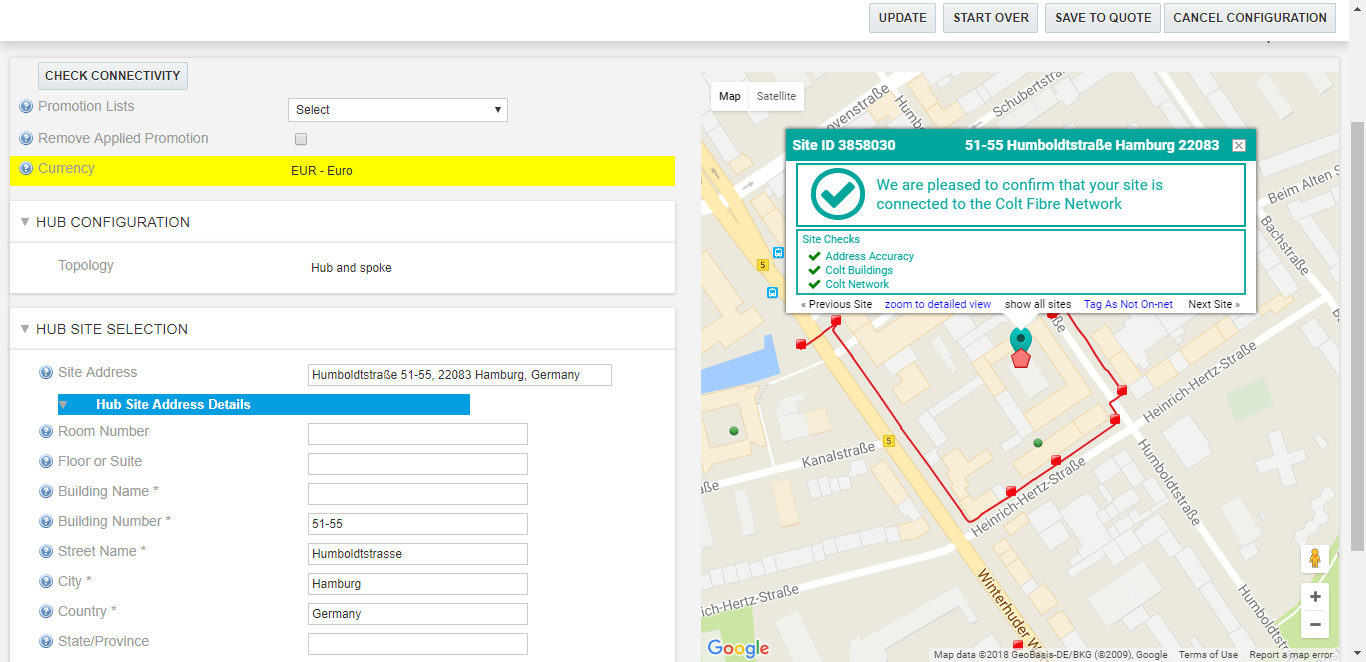 UPDATE START OVER SAVE TO QUOTE CANCEL CONFIGURATION
CHECK CONNECTIVITY
Promotion Lists Select
Remove Applied Promotion
Currency EUR - Euro
HUB CONFIGURATION
Topology Hub and spoke
HUB SITE SELECTION
Site Address Humboldtstraße 51-55, 22083 Hamburg, Germany
Hub Site Address Details
Room Number
Floor or Suite
Building Name *
Building Number * 51-55
Street Name * Humboldtstrasse
City * Hamburg
Country * Germany
State/Province
Map Satellite
Schubertstra
ovenstraße
Humb
Site ID 3858030 51-55 Humboldtstraße Hamburg 22083
We are pleased to confirm that your site is
connected to the Colt Fibre Network
Site Checks
Address Accuracy
Colt Buildings
Colt Network
« Previous Site zoom to detailed view show all sites Tag As Not On-net Next Site »
Beim Alten S
Bachstraße
5
Heinrich-Hertz-Straße
5
Kanalstraße
aße
Humboldtstraße
Heinrich-Hertz-Straße
ich-Hertz-Straße
Winterhuder W
Humboldtstraß
+
−
Google
Map data ©2018 GeoBasis-DE/BKG (©2009), Google Terms of Use Report a map error